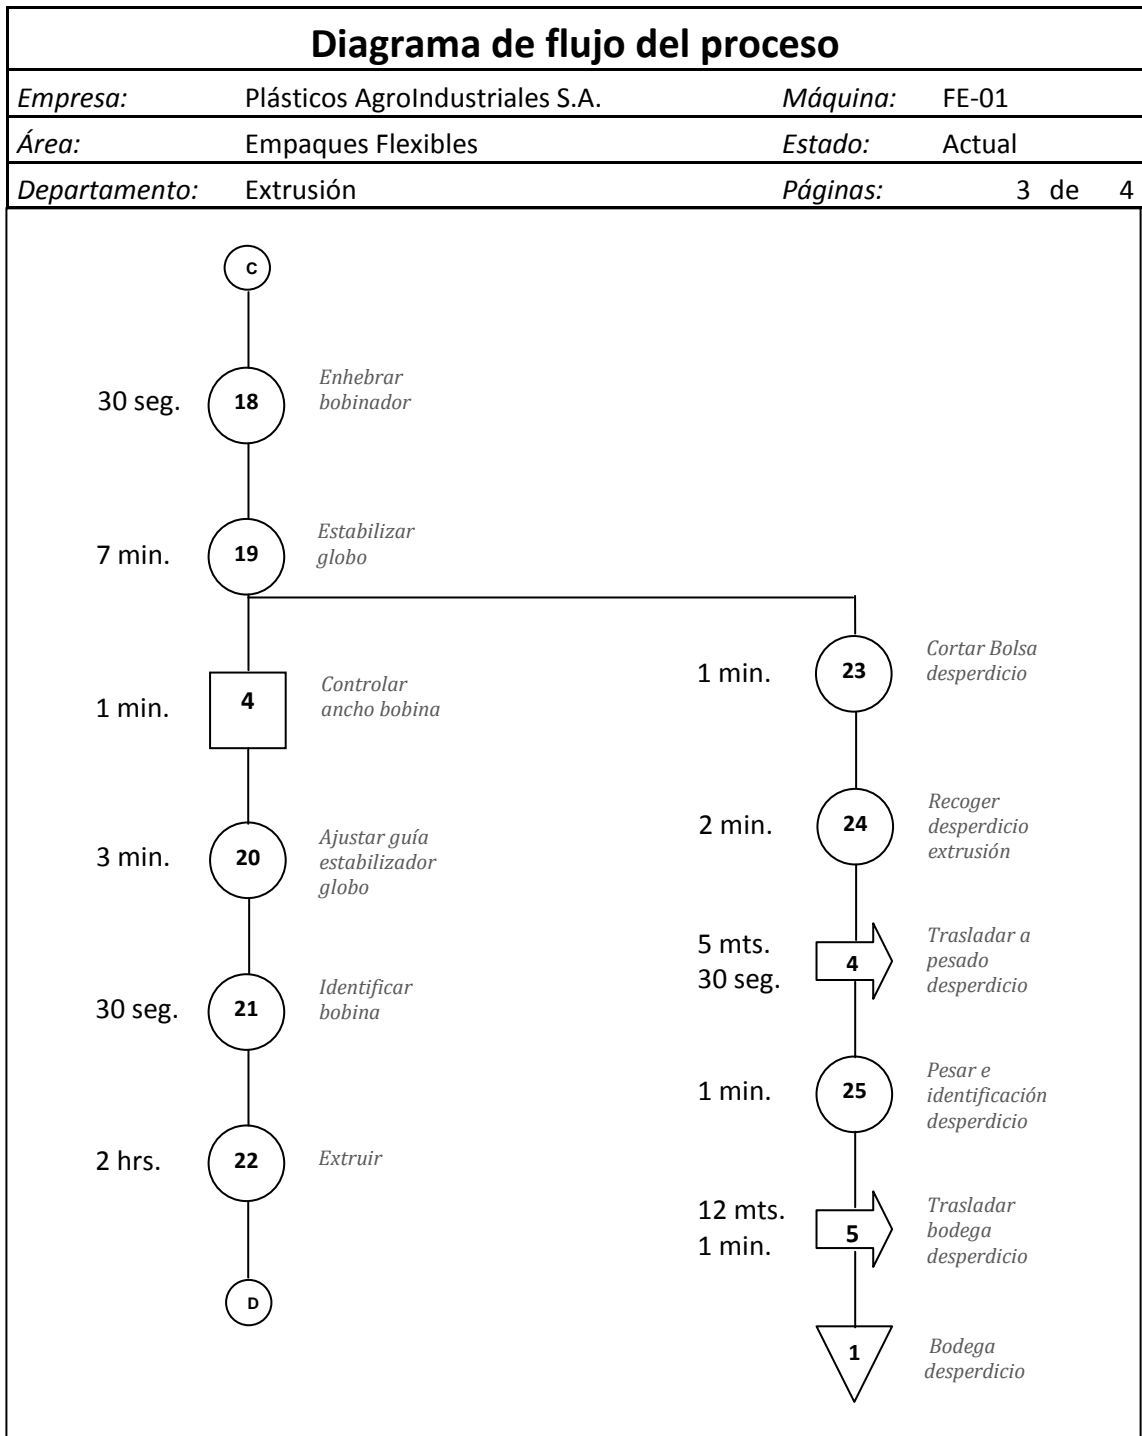 Diagrama de flujo del proceso
Empresa: Plásticos AgroIndustriales S.A. Máquina: FE-01
Área: Empaques Flexibles Estado: Actual
Departamento: Extrusión Páginas: 3 de 4
C
30 seg. 18 Enhebrar
bobinador
7 min. 19 Estabilizar
globo
1 min. 4 Controlar
ancho bobina
3 min. 20 Ajustar guía
estabilizador
globo
30 seg. 21 Identificar
bobina
2 hrs. 22 Extruir
D
1 min. 23 Cortar Bolsa
desperdicio
2 min. 24 Recoger
desperdicio
extrusión
5 mts.
30 seg.
4
Trasladar a
pesado
desperdicio
1 min. 25 Pesar e
identificación
desperdicio
12 mts.
1 min.
5
Trasladar
bodega
desperdicio
1 Bodega
desperdicio